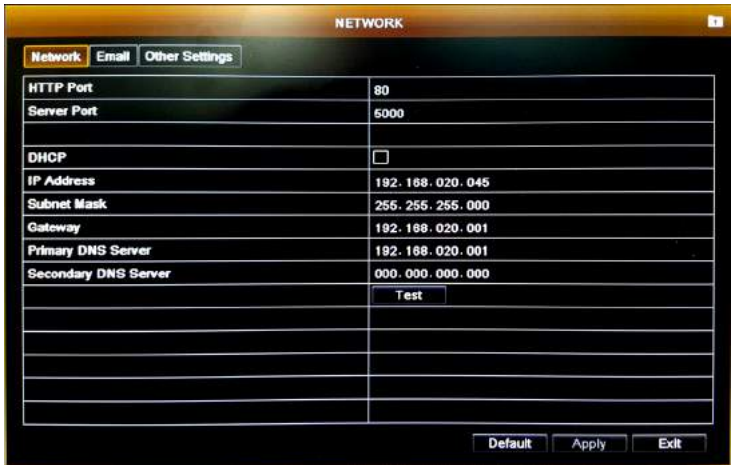 NETWORK
Network Email Other Settings
HTTP Port 80
Server Port 6000
DHCP
IP Address 192.168.020.045
Subnet Mask 255.255.255.000
Gateway 192.168.020.001
Primary DNS Server 192.168.020.001
Secondary DNS Server 000.000.000.000
Test
Default Apply Exit